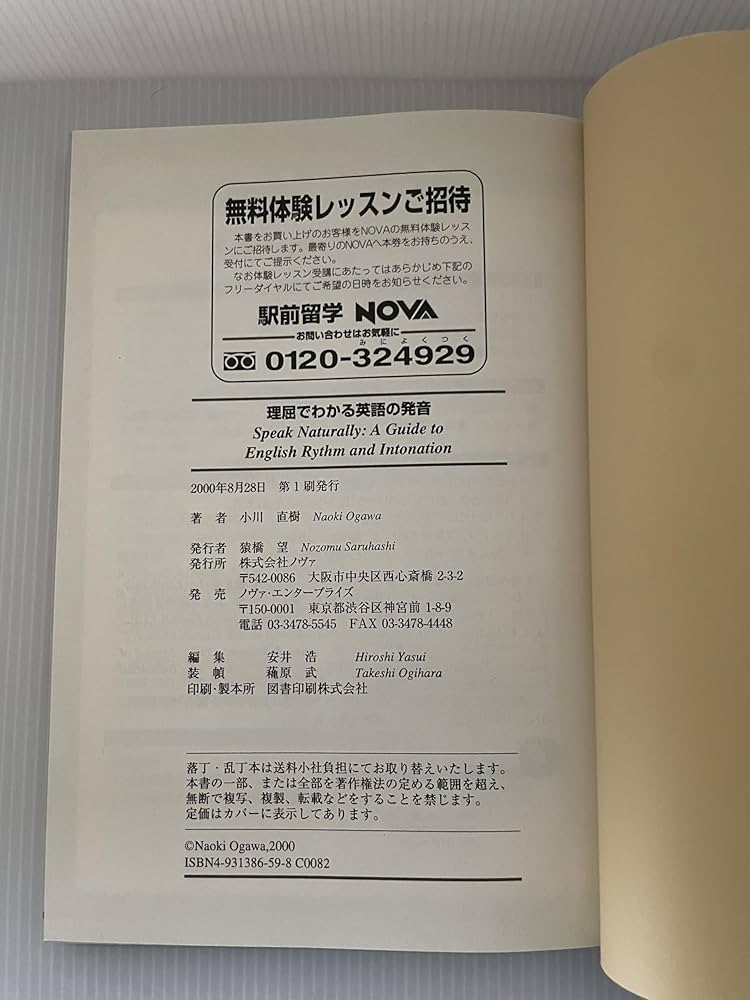 無料体験レッスンご招待
本書をお買い上げのお客様をNOVAの無料体験レッス
ンにご招待します。最寄りのNOVAへ本券をお持ちのうえ、
受付にてご提示ください。
なお体験レッスン受講にあたってはあらかじめ下記の
フリーダイヤルにてご希望の日時をお知らせください。
駅前留学 NOVA
お問い合わせはお気軽に
みによくつく
0120-324929
理屈でわかる英語の発音
Speak Naturally: A Guide to
English Rythm and Intonation
2000年8月28日 第1刷発行
著 者 小川 直樹 Naoki Ogawa
発行者 猿橋 望 Nozomu Saruhashi
発行所 株式会社ノヴァ
〒542-0086 大阪市中央区西心斎橋 2-3-2
発 売 ノヴァ・エンタープライズ
〒150-0001 東京都渋谷区神宮前 1-8-9
電話 03-3478-5545 FAX 03-3478-4448
編 集 安井 浩 Hiroshi Yasui
装 幀 蘒原 武 Takeshi Ogihara
印刷・製本所 図書印刷株式会社
落丁・乱丁本は送料小社負担にてお取り替えいたします。
本書の一部、または全部を著作権法の定める範囲を超え、
無断で複写、複製、転載などをすることを禁じます。
定価はカバーに表示してあります。
©Naoki Ogawa,2000
ISBN4-931386-59-8 C0082